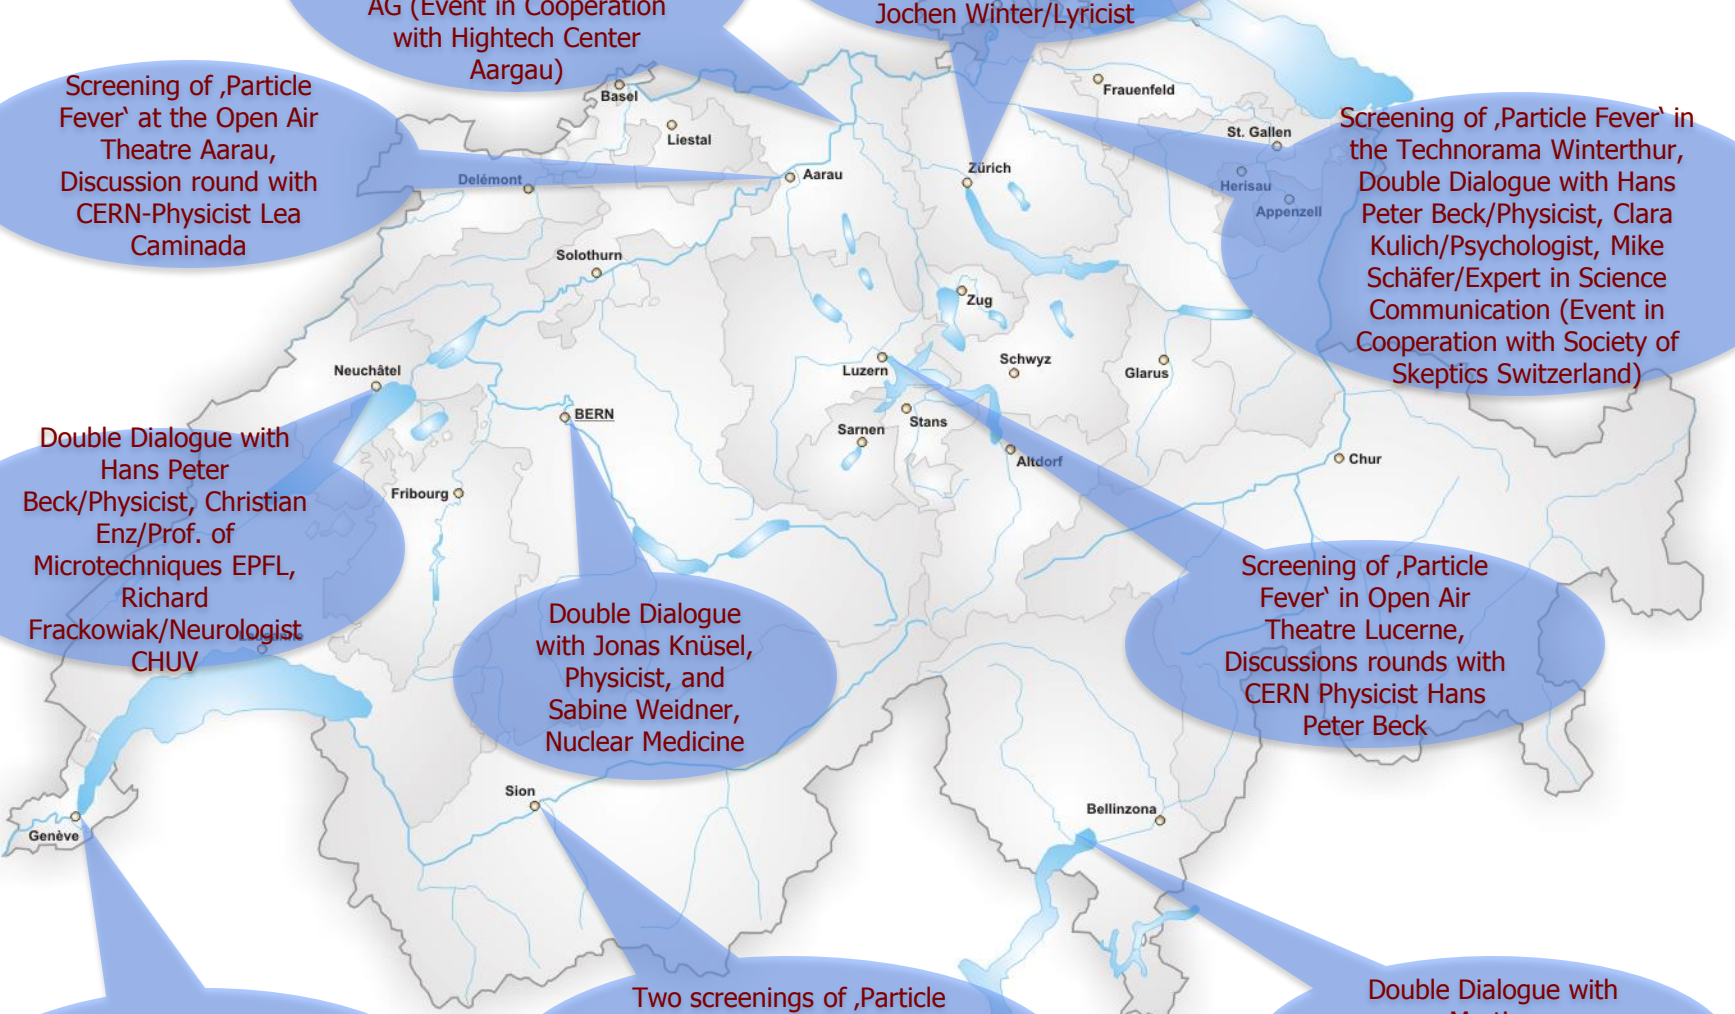 AG (Event in Cooperation
with Hightech Center
Aargau)
Jochen Winter/Lyricist
Screening of ‚Particle
Fever‘ at the Open Air
Theatre Aarau,
Discussion round with
CERN-Physicist Lea
Caminada
Screening of ‚Particle Fever‘ in
the Technorama Winterthur,
Double Dialogue with Hans
Peter Beck/Physicist, Clara
Kulich/Psychologist, Mike
Schäfer/Expert in Science
Communication (Event in
Cooperation with Society of
Skeptics Switzerland)
Basel
Liestal
Delémont
Aarau
Zürich
Frauenfeld
St. Gallen
Herisau
Appenzell
Solothurn
Zug
Neuchâtel
Luzern
Schwyz
Glarus
BERN
Stans
Sarnen
Altdorf
Chur
Fribourg
Double Dialogue with
Hans Peter
Beck/Physicist, Christian
Enz/Prof. of
Microtechniques EPFL,
Richard
Frackowiak/Neurologist
CHUV
Lausanne
Double Dialogue
with Jonas Knüsel,
Physicist, and
Sabine Weidner,
Nuclear Medicine
Screening of ‚Particle
Fever‘ in Open Air
Theatre Lucerne,
Discussions rounds with
CERN Physicist Hans
Peter Beck
Sion
Genève
Bellinzona
Two screenings of ‚Particle
Double Dialogue with